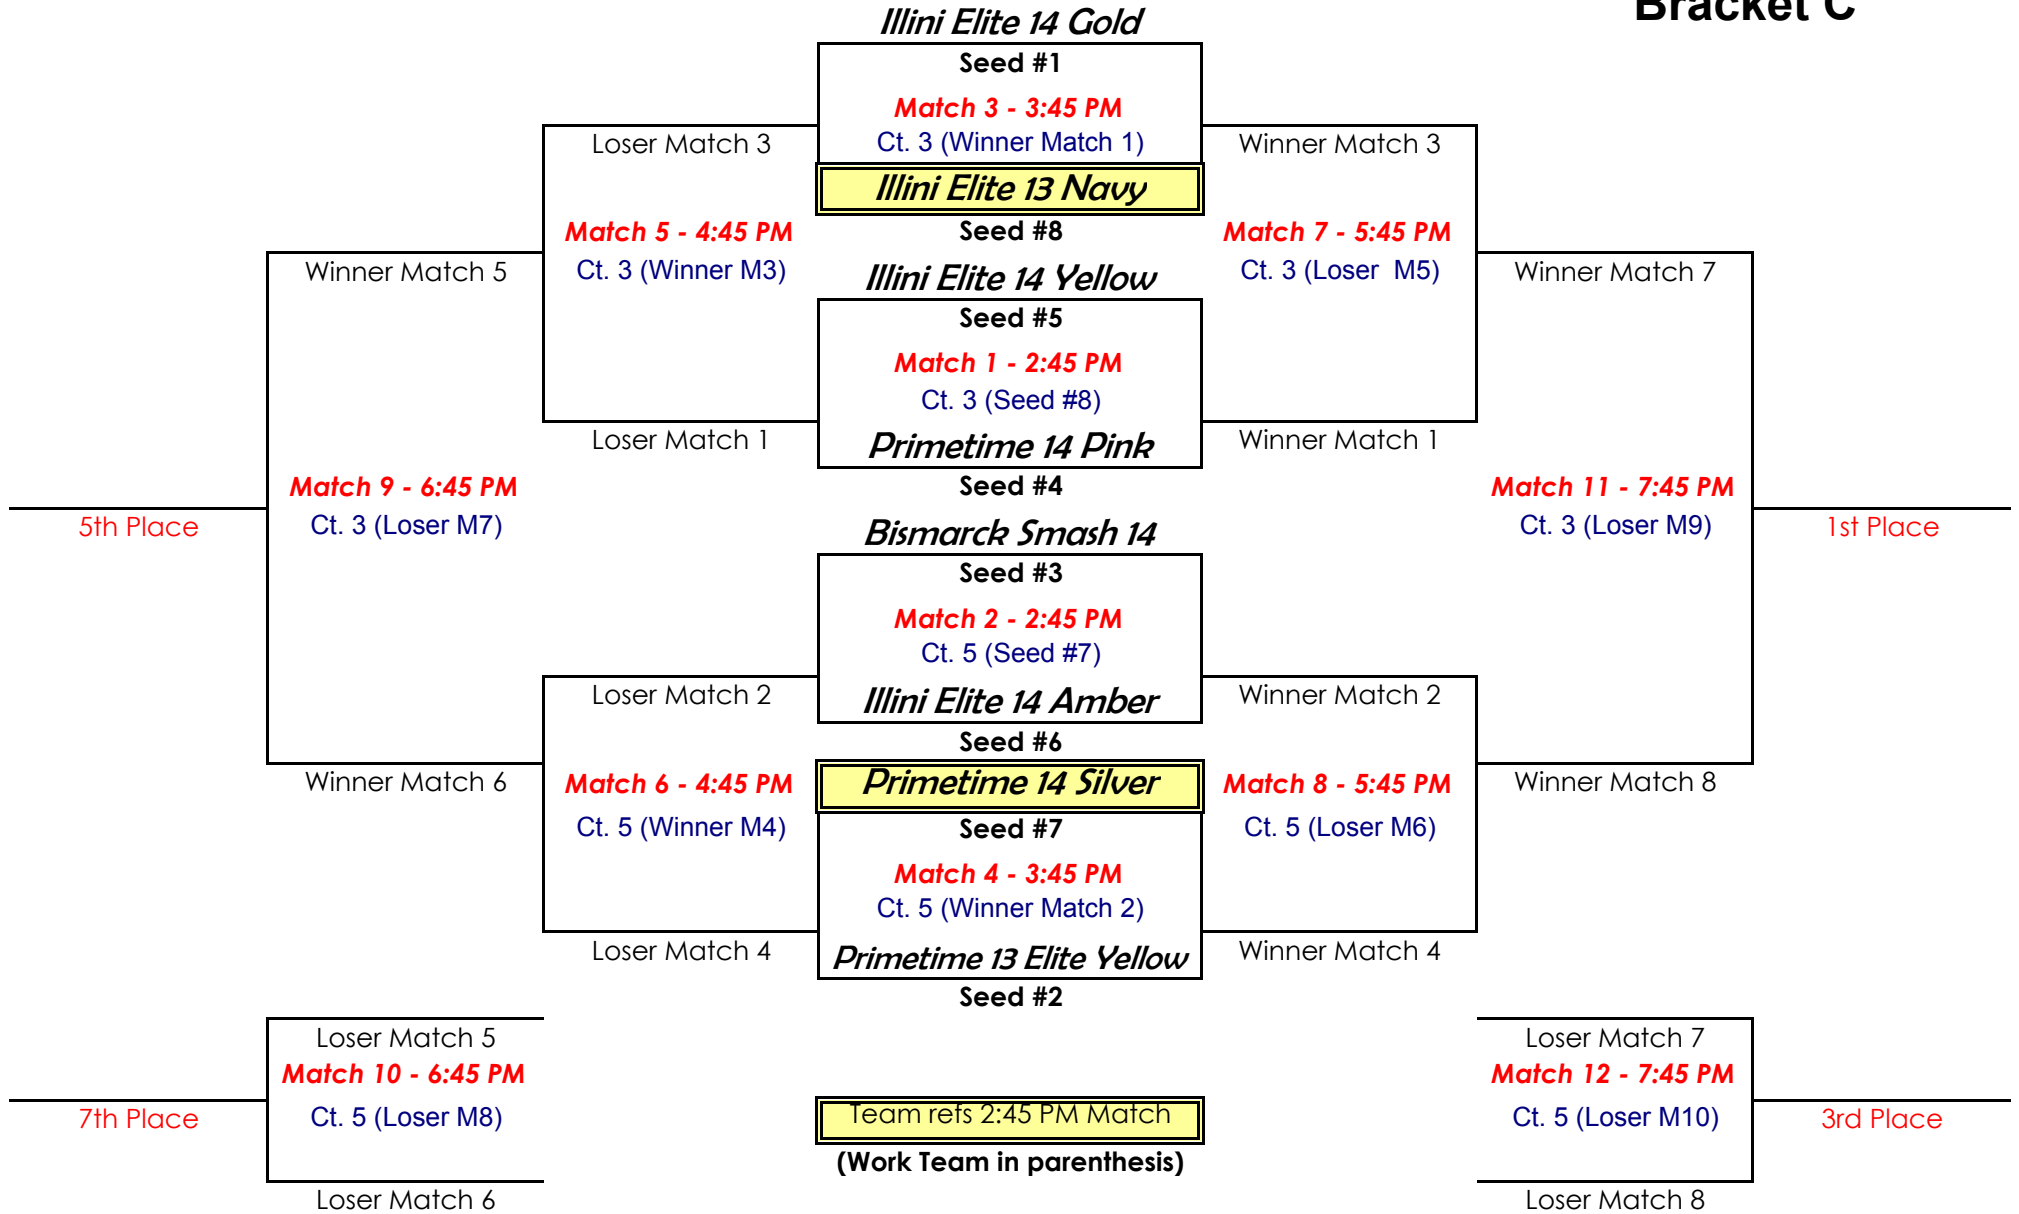 Bracket C
Illini Elite 14 Gold
Seed #1
Match 3 - 3:45 PM
Loser Match 3
Ct. 3 (Winner Match 1)
Winner Match 3
Illini Elite 13 Navy
Match 5 - 4:45 PM
Seed #8
Match 7 - 5:45 PM
Winner Match 5
Ct. 3 (Winner M3)
Illini Elite 14 Yellow
Ct. 3 (Loser M5)
Winner Match 7
Seed #5
Match 1 - 2:45 PM
Ct. 3 (Seed #8)
Loser Match 1
Primetime 14 Pink
Winner Match 1
Match 9 - 6:45 PM
Seed #4
Match 11 - 7:45 PM
5th Place
Ct. 3 (Loser M7)
Bismarck Smash 14
Ct. 3 (Loser M9)
1st Place
Seed #3
Match 2 - 2:45 PM
Ct. 5 (Seed #7)
Loser Match 2
Illini Elite 14 Amber
Winner Match 2
Seed #6
Winner Match 6
Match 6 - 4:45 PM
Primetime 14 Silver
Match 8 - 5:45 PM
Winner Match 8
Ct. 5 (Winner M4)
Seed #7
Ct. 5 (Loser M6)
Match 4 - 3:45 PM
Ct. 5 (Winner Match 2)
Loser Match 4
Primetime 13 Elite Yellow
Winner Match 4
Seed #2
Loser Match 5
Loser Match 7
Match 10 - 6:45 PM
Match 12 - 7:45 PM
7th Place
Ct. 5 (Loser M8)
Team refs 2:45 PM Match
Ct. 5 (Loser M10)
3rd Place
(Work Team in parenthesis)
Loser Match 6
Loser Match 8